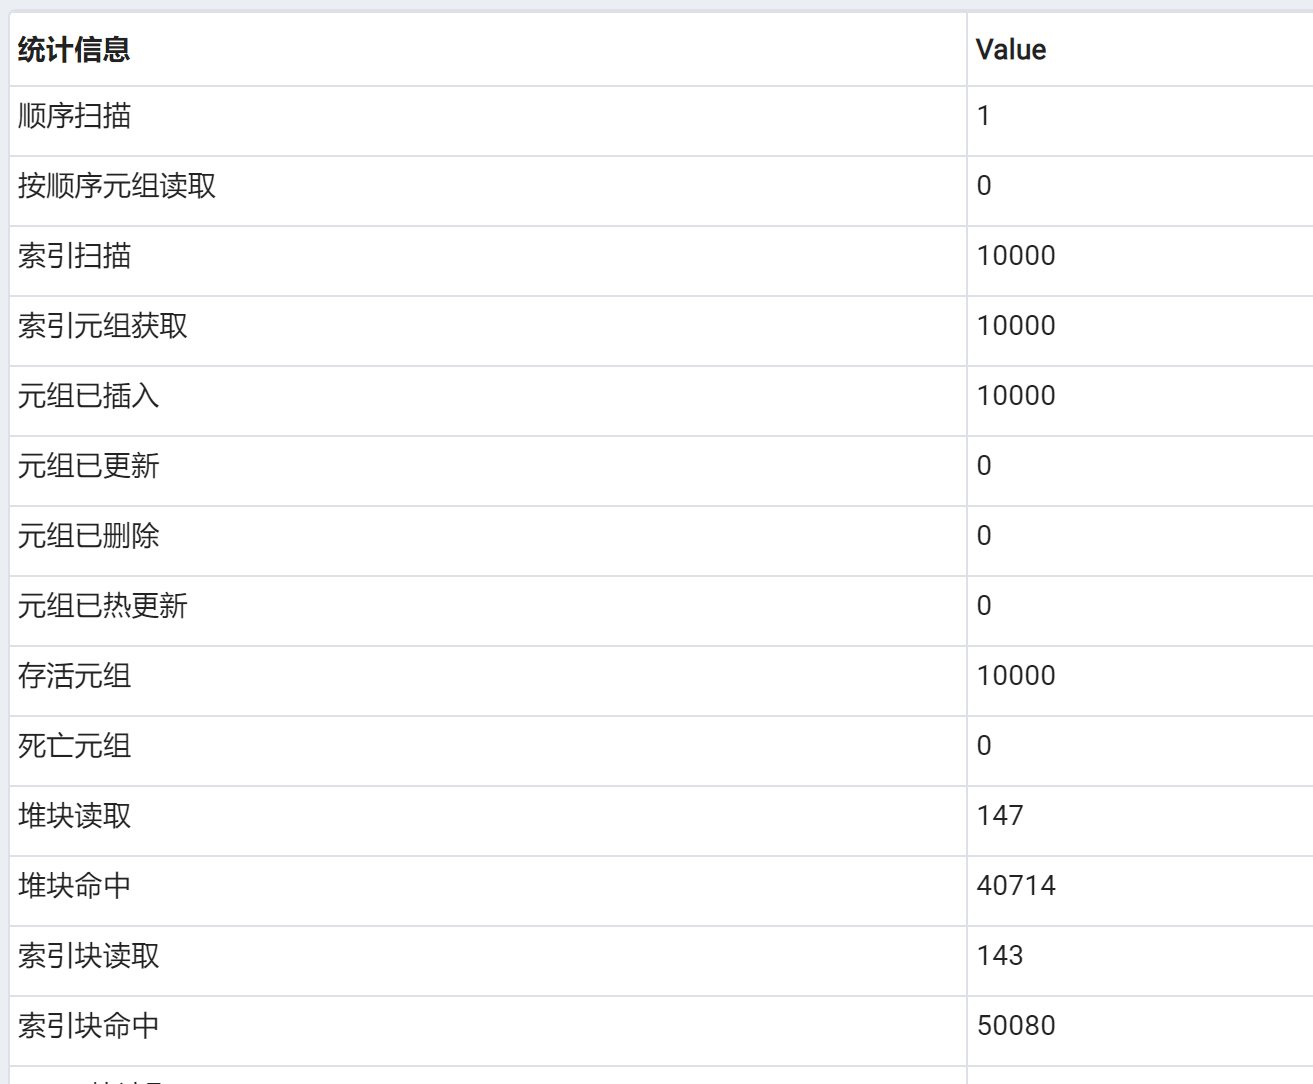 统计信息 Value
顺序扫描 1
按顺序元组读取 0
索引扫描 10000
索引元组获取 10000
元组已插入 10000
元组已更新 0
元组已删除 0
元组已热更新 0
存活元组 10000
死亡元组 0
堆块读取 147
堆块命中 40714
索引块读取 143
索引块命中 50080